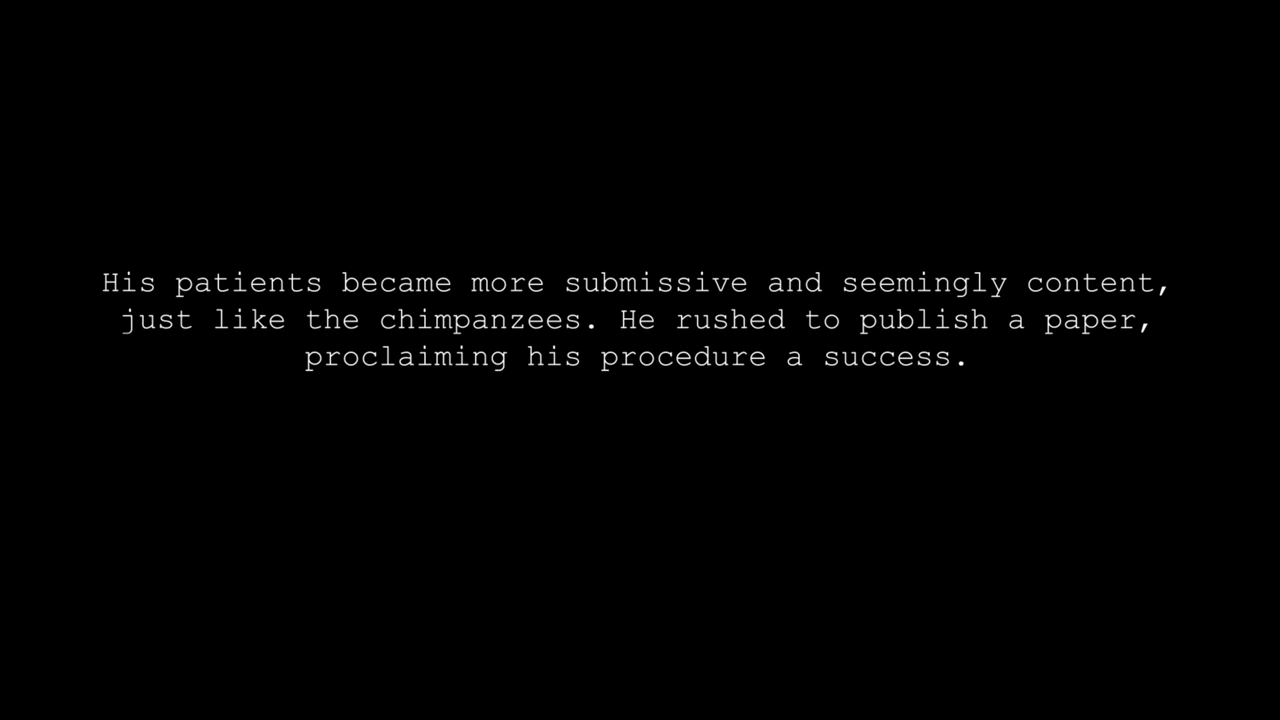 His patients became more submissive and seemingly content,
just like the chimpanzees. He rushed to publish a paper,
proclaiming his procedure a success.